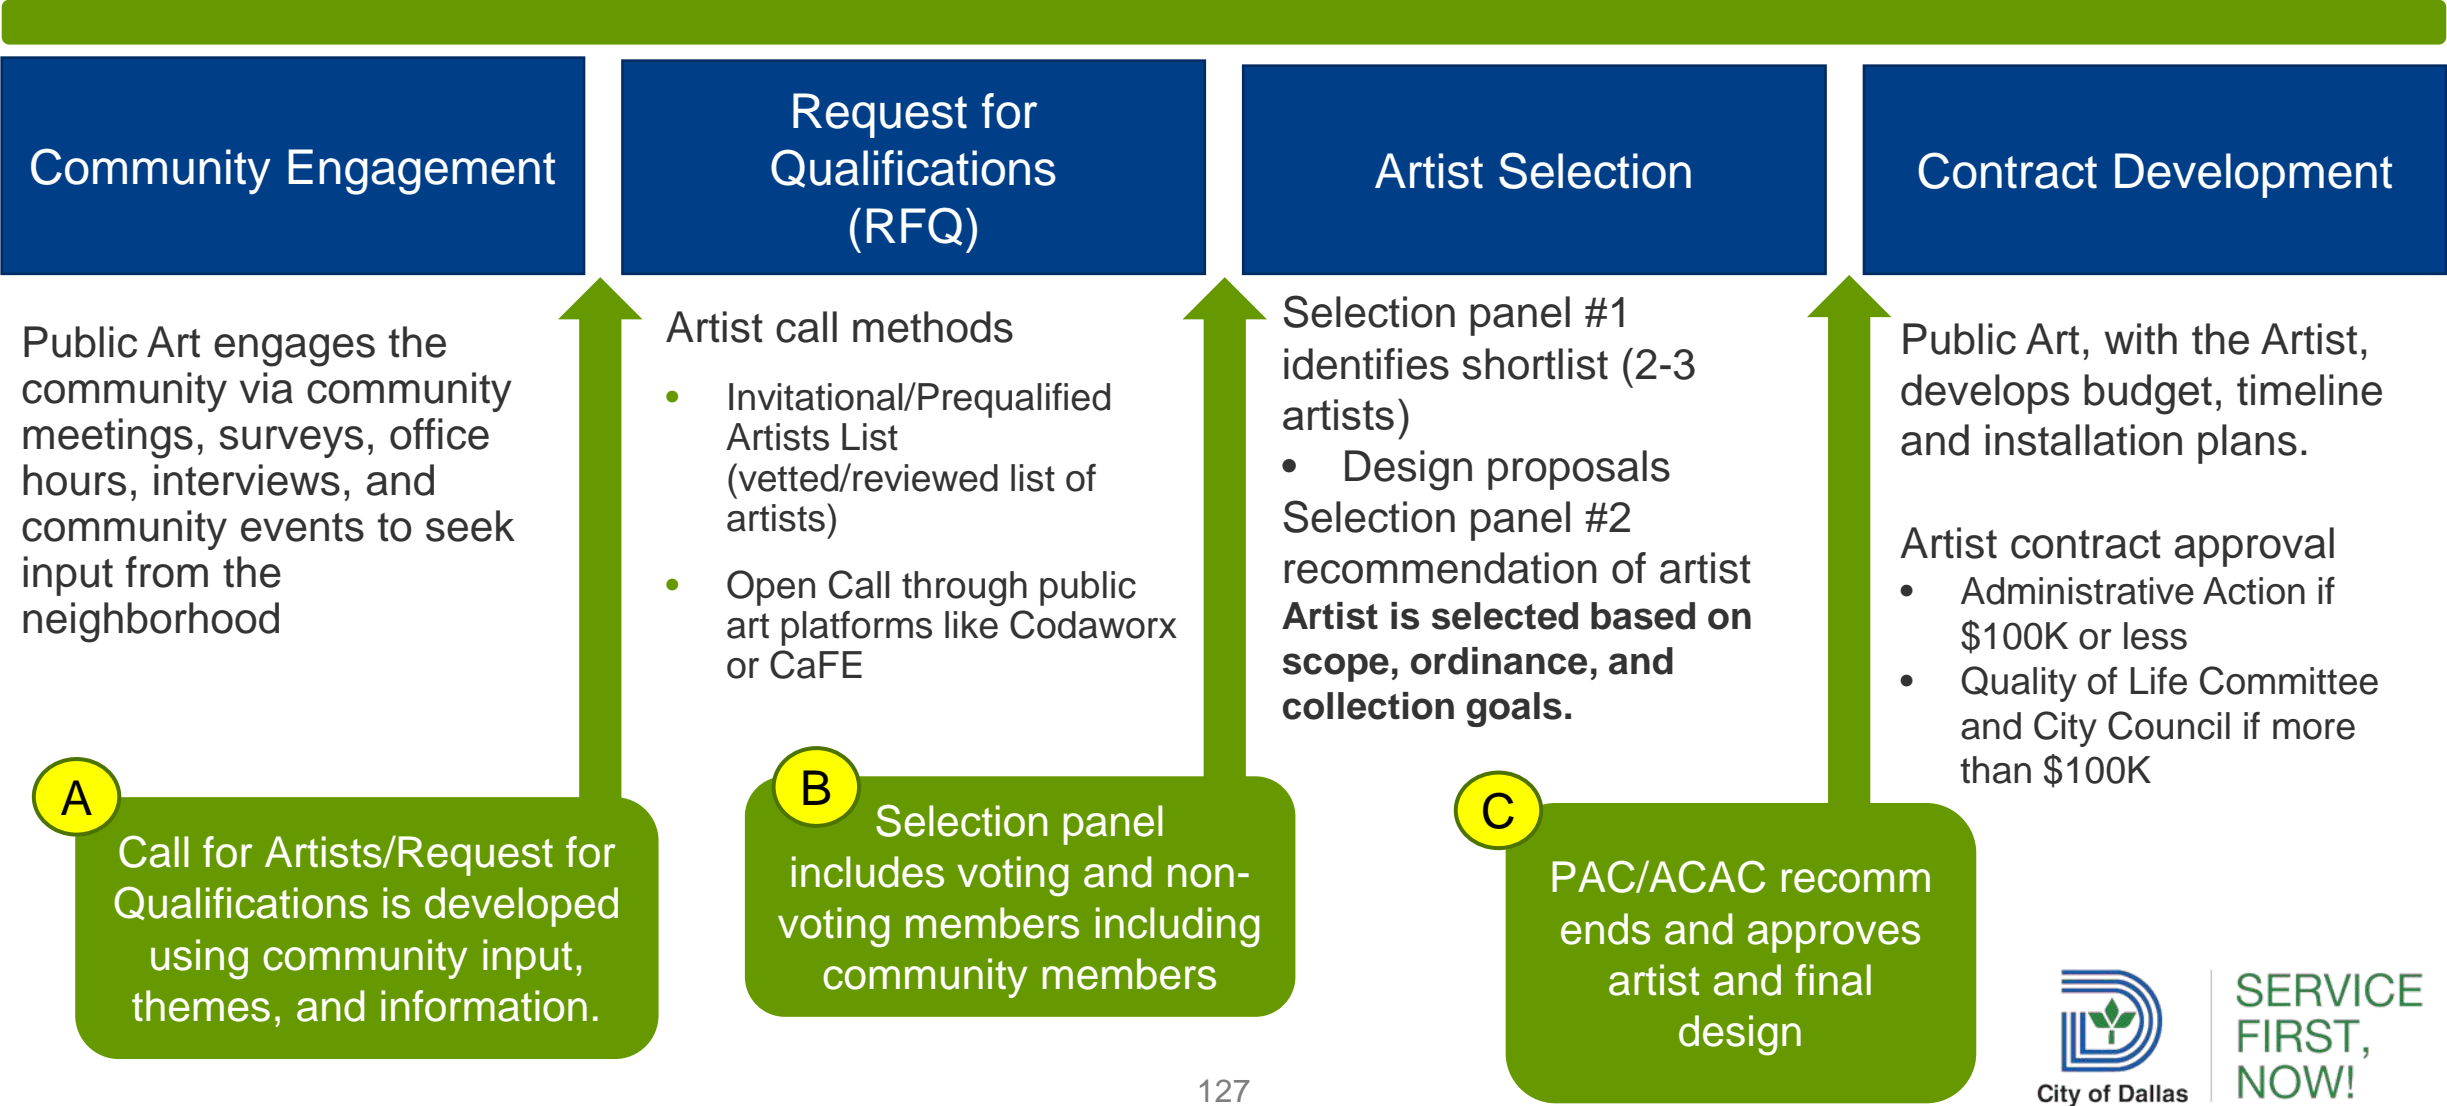 Community Engagement
Request for
Qualifications
(RFQ)
Artist Selection
Contract Development
Public Art engages the
community via community
meetings, surveys, office
hours, interviews, and
community events to seek
input from the
neighborhood
Artist call methods
• Invitational/Prequalified
Artists List
(vetted/reviewed list of
artists)
• Open Call through public
art platforms like Codaworx
or CaFE
Selection panel #1
identifies shortlist (2-3
artists)
• Design proposals
Selection panel #2
recommendation of artist
Artist is selected based on
scope, ordinance, and
collection goals.
Public Art, with the Artist,
develops budget, timeline
and installation plans.
Artist contract approval
• Administrative Action if
$100K or less
• Quality of Life Committee
and City Council if more
than $100K
A
Call for Artists/Request for
Qualifications is developed
using community input,
themes, and information.
B
Selection panel
includes voting and non-
voting members including
community members
C
PAC/ACAC recomm
ends and approves
artist and final
design
127
City of Dallas
SERVICE
FIRST,
NOW!